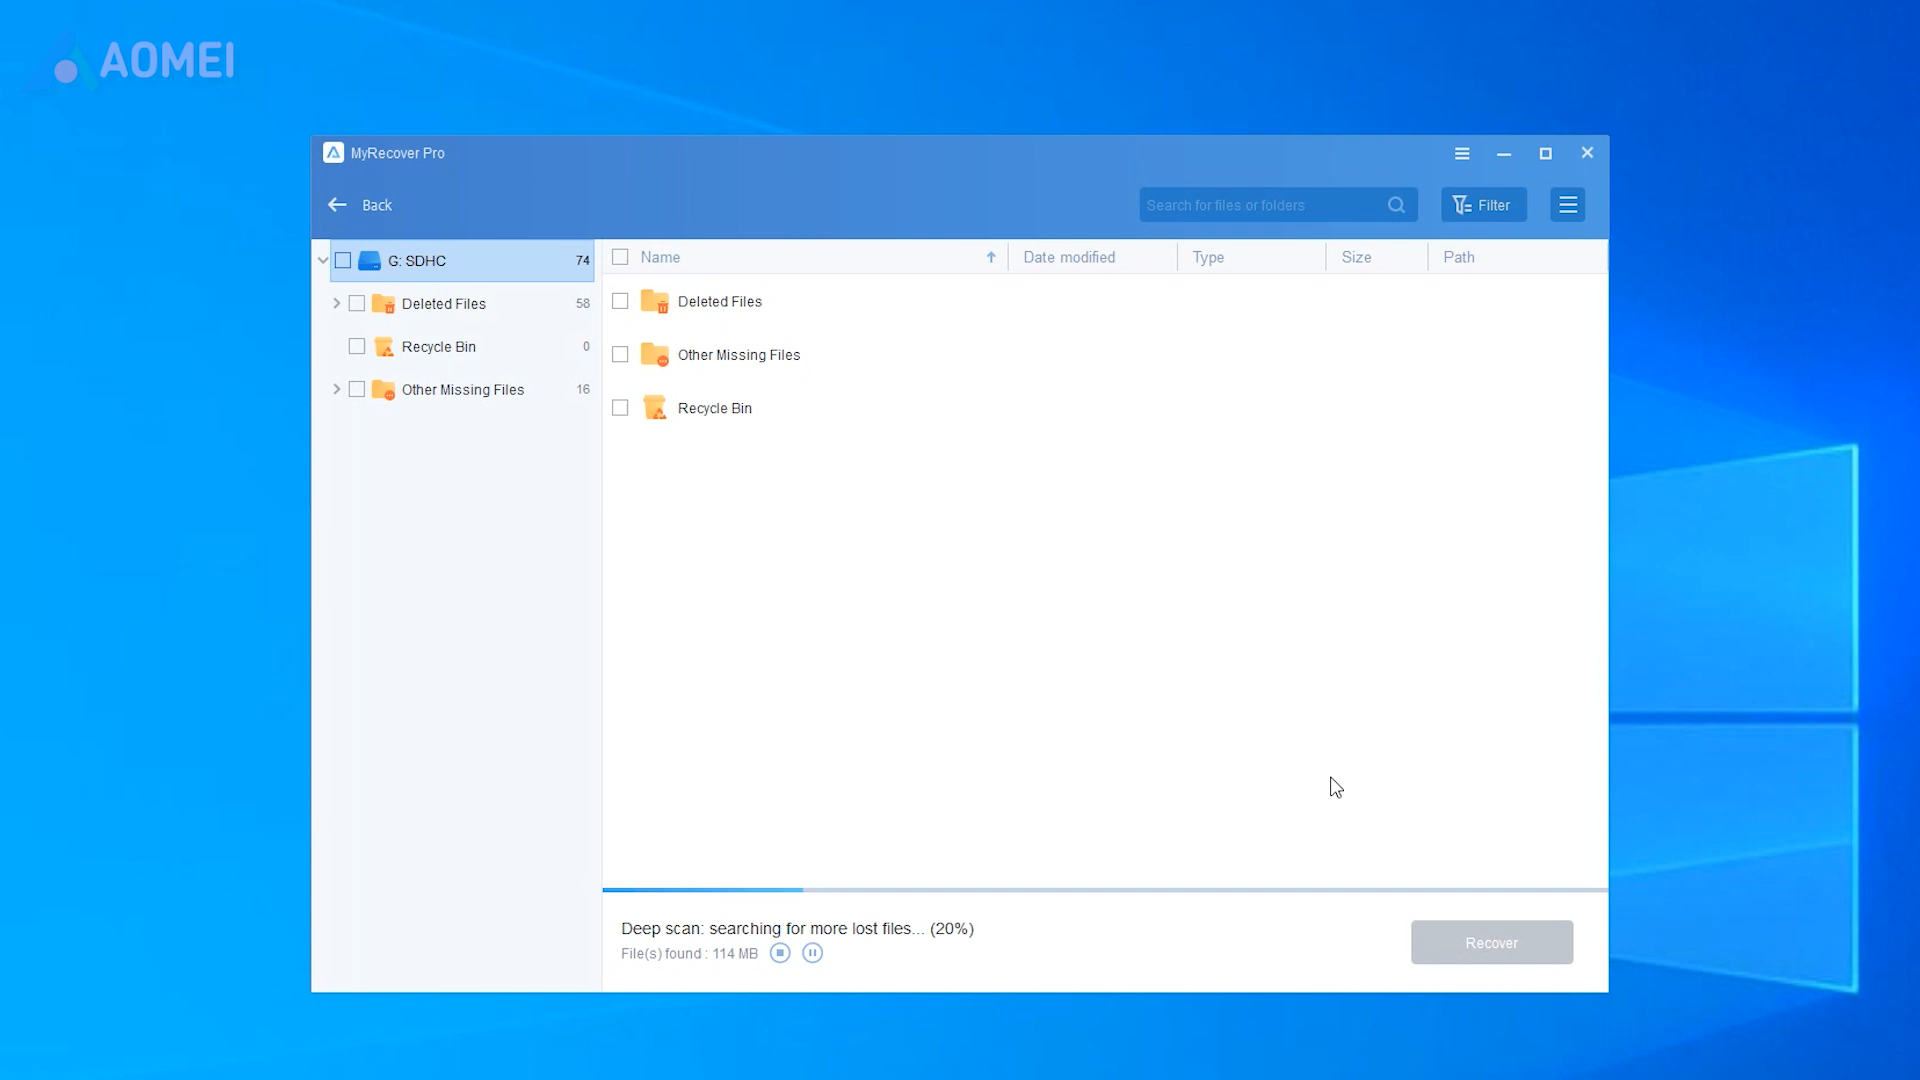 AOMEI
MyRecover Pro
Back
Search for files or folders
Filter
G: SDHC 74
Deleted Files 58
Recycle Bin 0
Other Missing Files 16
Name Date modified Type Size Path
Deleted Files
Other Missing Files
Recycle Bin
Deep scan: searching for more lost files... (20%)
File(s) found : 114 MB
Recover